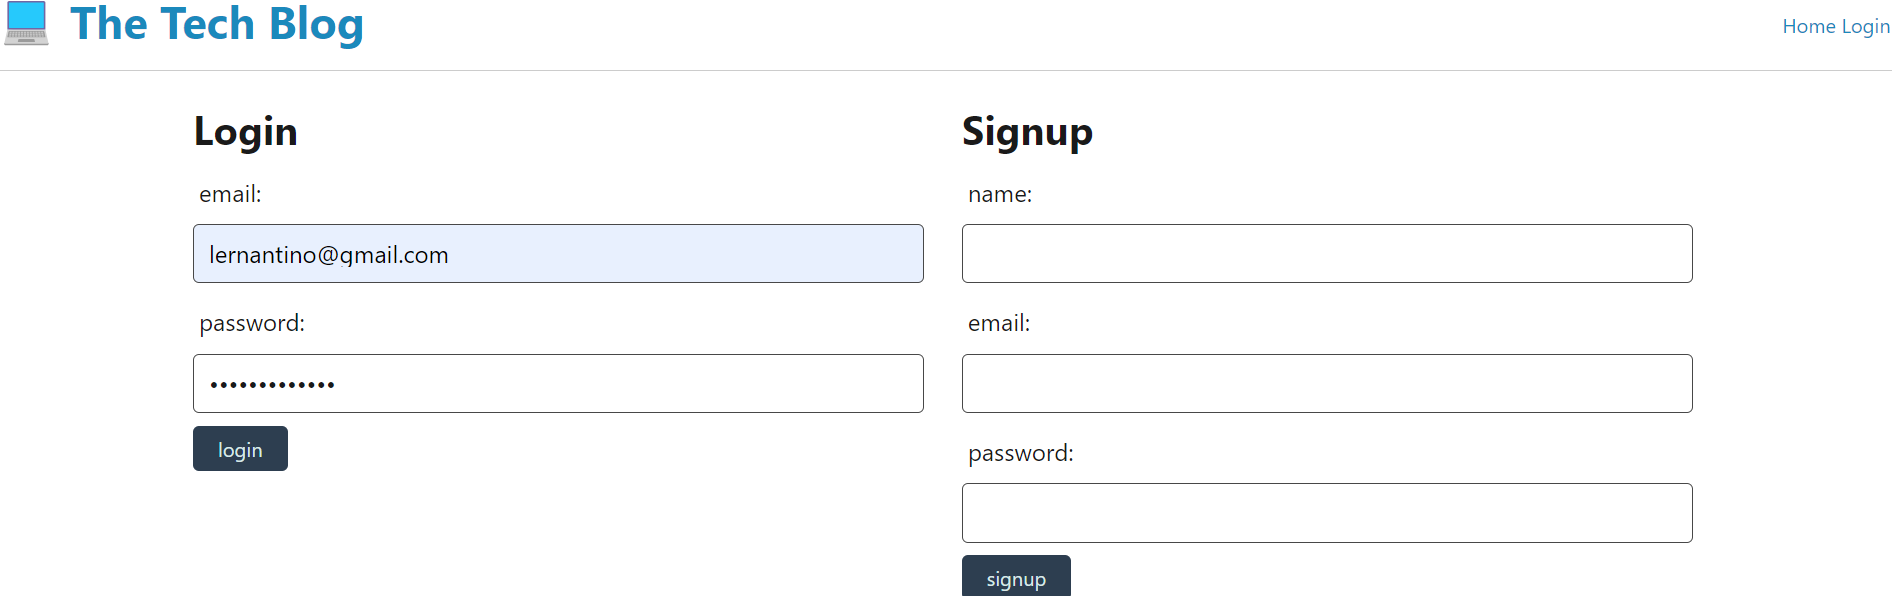 The Tech Blog
Home Login
Login
email:
lernantino@gmail.com
password:
•••••••••••••
login
Signup
name:
email:
password:
signup